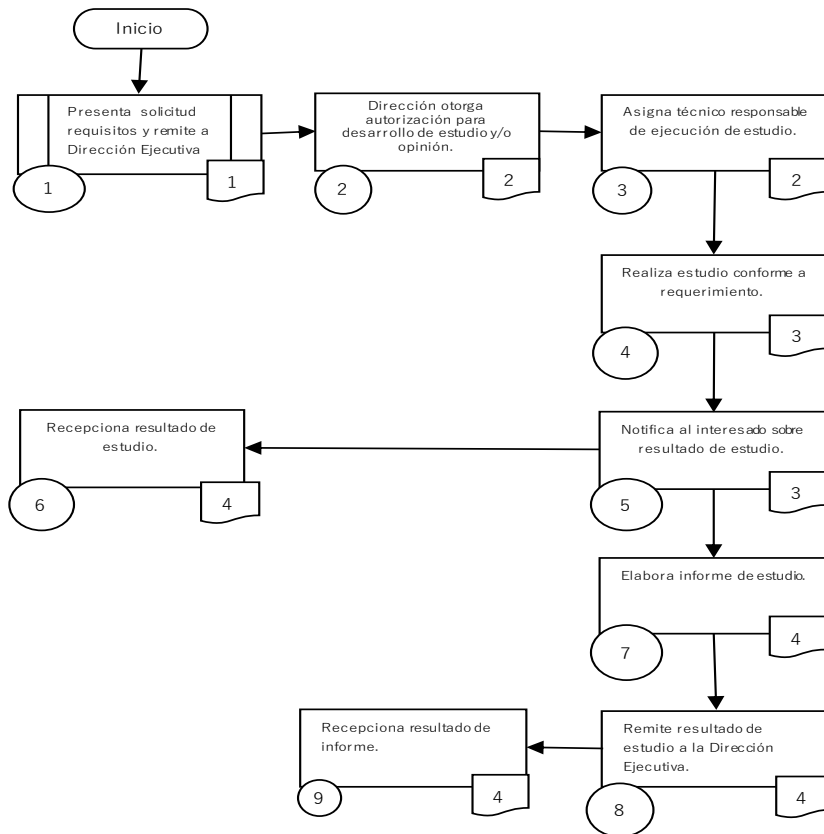 Inicio
Presenta solicitud
requisitos y remite a
Dirección Ejecutiva
1
1
Dirección otorga
autorización para
desarrollo de estudio y/o
opinión.
2
2
Asigna técnico responsable
de ejecución de estudio.
3
2
Realiza estudio conforme a
requerimiento.
4
3
Notifica al interesado sobre
resultado de estudio.
5
3
Recepciona resultado de
estudio.
6
4
Elabora informe de estudio.
7
4
Remite resultado de
estudio a la Dirección
Ejecutiva.
8
4
Recepciona resultado de
informe.
9
4